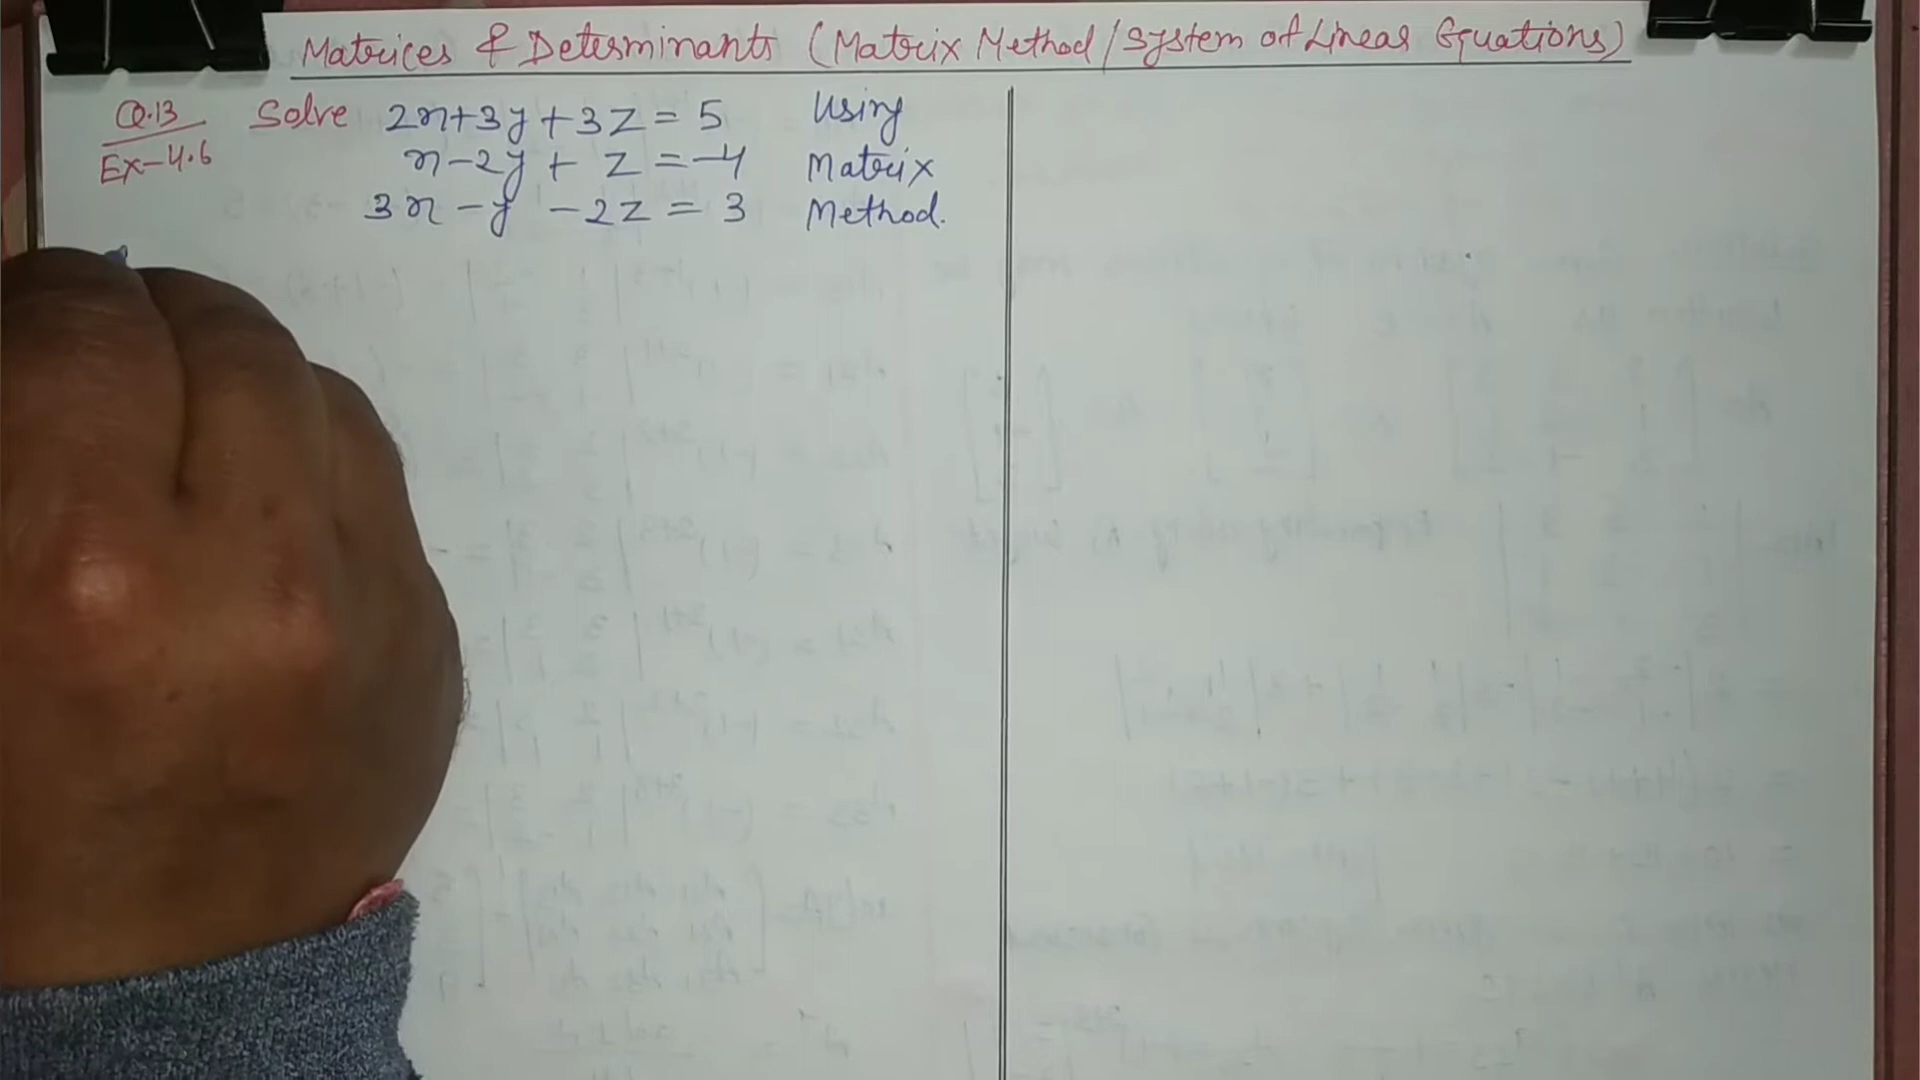 Matrices & Determinants (Matrix Method/System of Linear Equations)
Q.13 Solve 2x+3y+3z=5 Using
Ex-4.6 x-2y+z=-4 Matrix
3x-y-2z=3 Method.